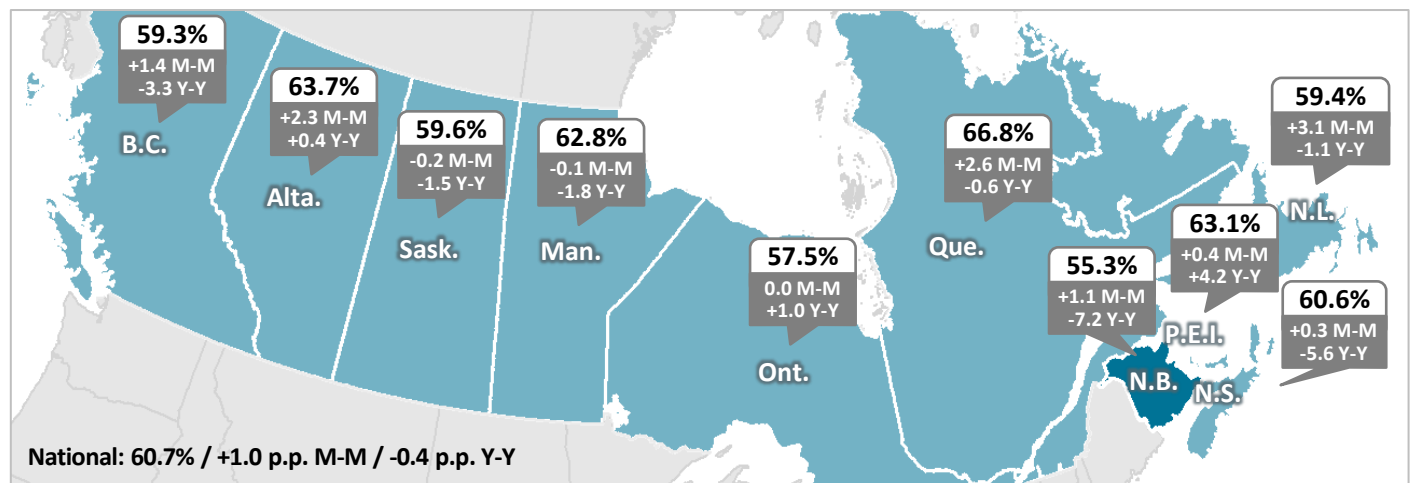 59.3%
+1.4 M-M
-3.3 Y-Y
B.C.
63.7%
+2.3 M-M
+0.4 Y-Y
Alta.
59.6%
-0.2 M-M
-1.5 Y-Y
Sask.
62.8%
-0.1 M-M
-1.8 Y-Y
Man.
57.5%
0.0 M-M
+1.0 Y-Y
Ont.
66.8%
+2.6 M-M
-0.6 Y-Y
Que.
55.3%
+1.1 M-M
-7.2 Y-Y
N.B.
63.1%
+0.4 M-M
+4.2 Y-Y
P.E.I.
59.4%
+3.1 M-M
-1.1 Y-Y
N.L.
60.6%
+0.3 M-M
-5.6 Y-Y
N.S.
National: 60.7% / +1.0 p.p. M-M / -0.4 p.p. Y-Y